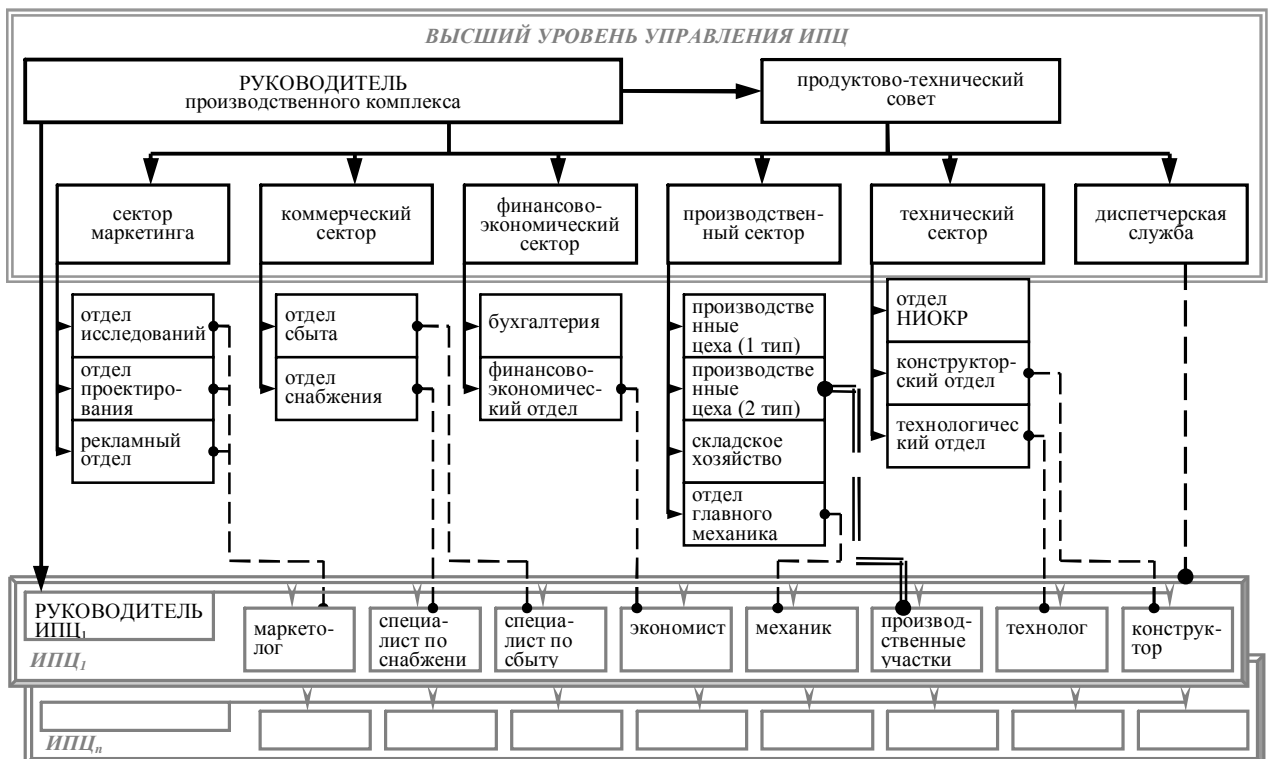 ВЫСШИЙ УРОВЕНЬ УПРАВЛЕНИЯ ИПЦ
РУКОВОДИТЕЛЬ
производственного комплекса
продуктово-технический
совет
сектор
маркетинга
коммерческий
сектор
финансово-
экономический
сектор
производствен-
ный сектор
технический
сектор
диспетчерская
служба
отдел
исследований
отдел
проектиро-
вания
рекламный
отдел
отдел
сбыта
отдел
снабжения
бухгалтерия
финансово-
экономичес-
кий отдел
производстве
нные
цеха (1 тип)
производстве
нные
цеха (2 тип)
складское
хозяйство
отдел
главного
механика
отдел
НИОКР
конструктор-
ский отдел
технологичес
кий отдел
РУКОВОДИТЕЛЬ
ИПЦ1
маркето-
лог
специа-
лист по
снабжени
специа-
лист по
сбыту
экономист
механик
производ-
ственные
участки
технолог
конструк-
тор
ИПЦ1
ИПЦn